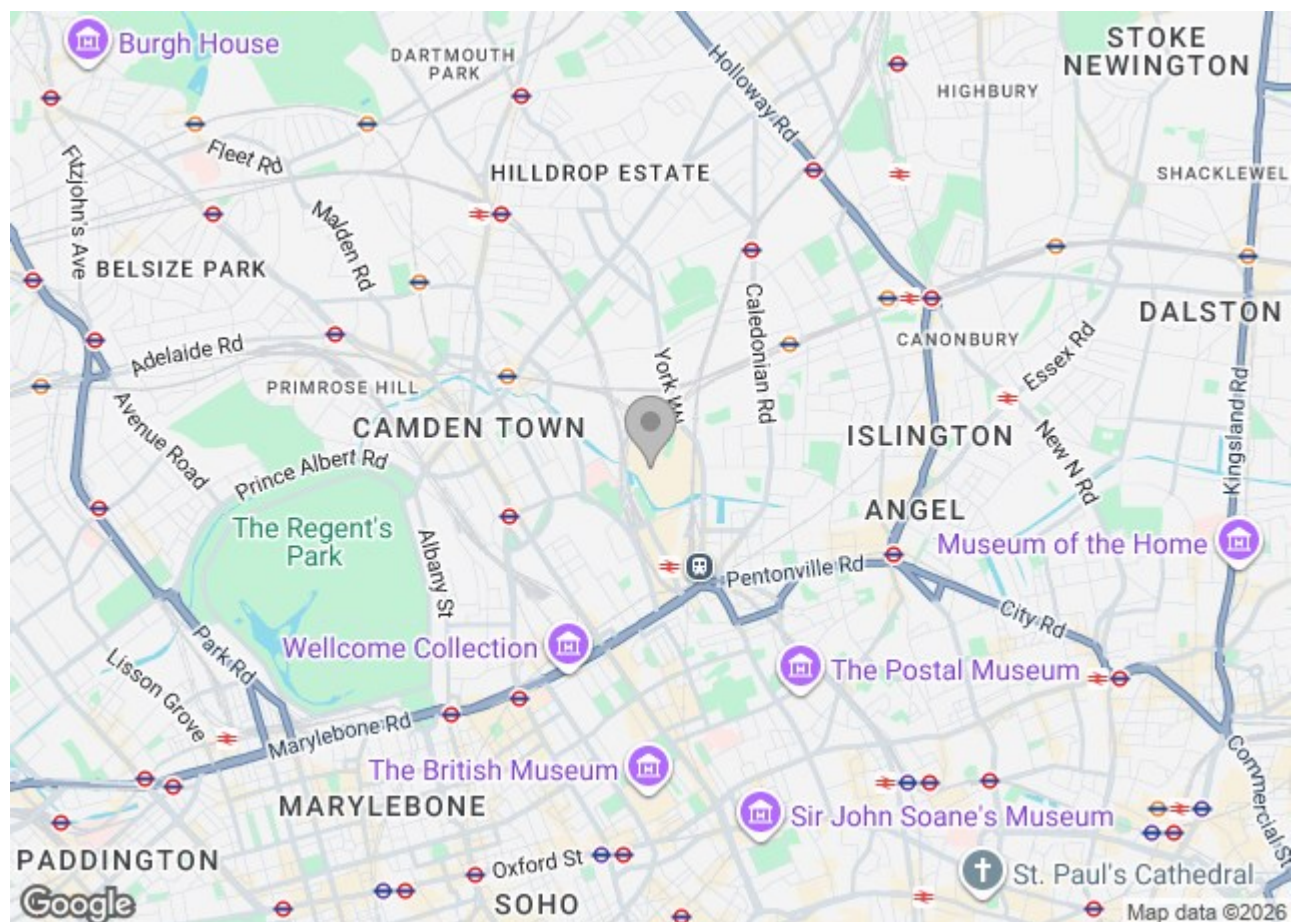 Burgh House
DARTMOUTH
PARK
STOKE
NEWINGTON
Holloway Rd
HIGHBURY
Fitzjohn's Ave
Fleet Rd
HILLDROP ESTATE
SHACKLEWEL
Malden Rd
BELSIZE PARK
Caledonian Rd
DALSTON
Adelaide Rd
CANONBURY
Essex Rd
York W
PRIMROSE HILL
Kingsland Rd
Avenue Road
CAMDEN TOWN
ISLINGTON
New N Rd
Prince Albert Rd
ANGEL
The Regent's
Park
Albany St
Museum of the Home
Pentonville Rd
City Rd
Park Rd
Wellcome Collection
The Postal Museum
Lisson Grove
Marylebone Rd
The British Museum
Commercial St
MARYLEBONE
Sir John Soane's Museum
PADDINGTON
Oxford St
St. Paul's Cathedral
SOHO
Google
Map data ©2026